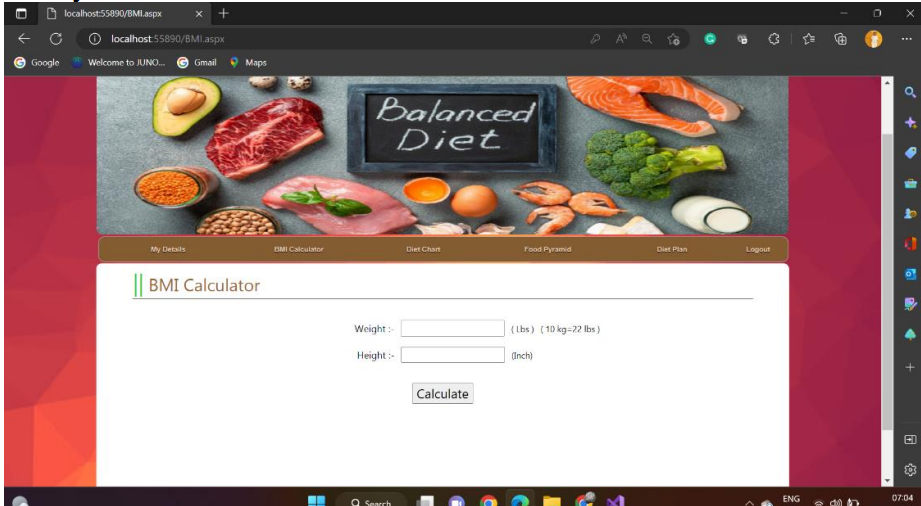 localhost:55890/BMI.aspx
localhost:55890/BMI.aspx
Google Welcome to JUNO... Gmail Maps
Balanced
Diet
My Details BMI Calculator Diet Chart Food Pyramid Diet Plan Logout
BMI Calculator
Weight :- ( Lbs ) ( 10 kg=22 lbs )
Height :- (Inch)
Calculate
Search
ENG
07:04